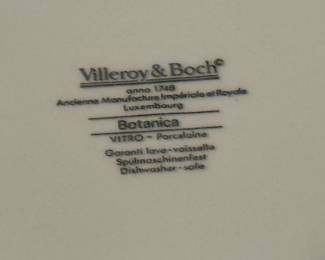 Villeroy & Boch©
anno 1748
Ancienne Manufacture Impériale et Royale
Luxembourg
Botanica
VITRO - Porcelaine
Garanti lave-vaisselle
Spülmaschinenfest
Dishwasher-safe